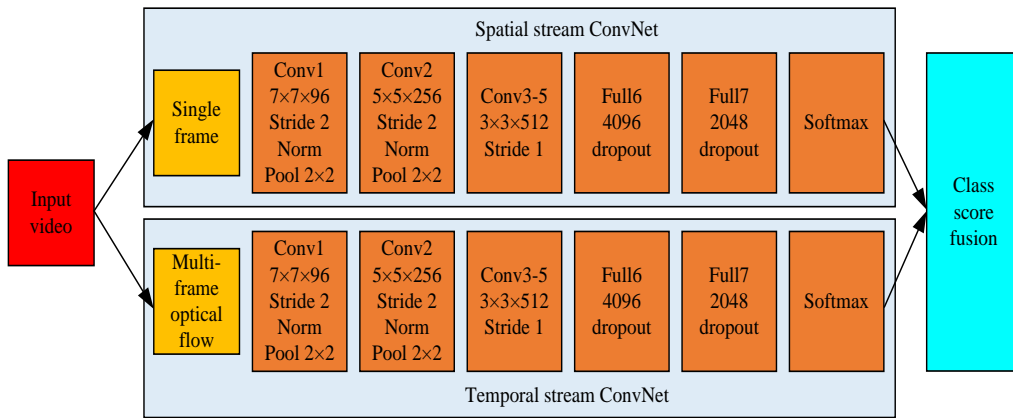 Input
video
Spatial stream ConvNet
Single
frame
Conv1
7×7×96
Stride 2
Norm
Pool 2×2
Conv2
5×5×256
Stride 2
Norm
Pool 2×2
Conv3-5
3×3×512
Stride 1
Full6
4096
dropout
Full7
2048
dropout
Softmax
Multi-
frame
optical
flow
Conv1
7×7×96
Stride 2
Norm
Pool 2×2
Conv2
5×5×256
Stride 2
Norm
Pool 2×2
Conv3-5
3×3×512
Stride 1
Full6
4096
dropout
Full7
2048
dropout
Softmax
Temporal stream ConvNet
Class
score
fusion